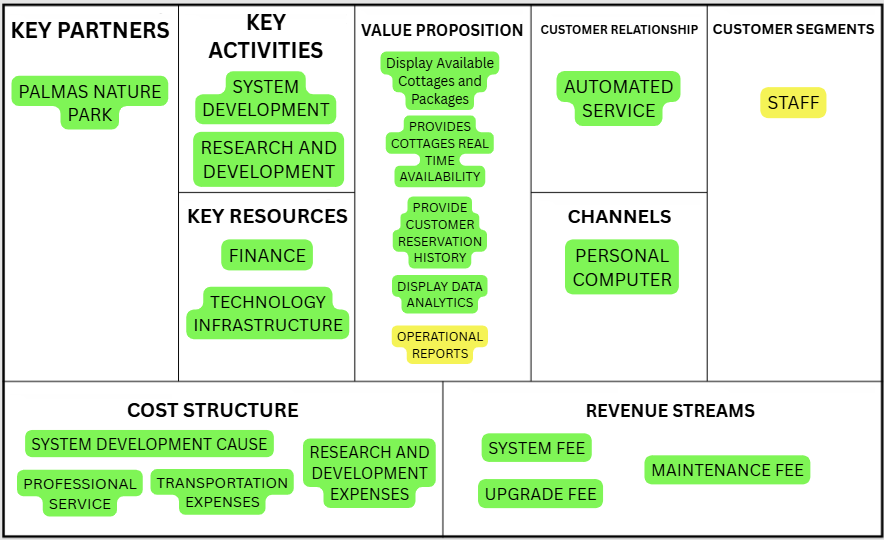 KEY PARTNERS
PALMAS NATURE
PARK
KEY
ACTIVITIES
SYSTEM
DEVELOPMENT
RESEARCH AND
DEVELOPMENT
KEY RESOURCES
FINANCE
TECHNOLOGY
INFRASTRUCTURE
VALUE PROPOSITION
Display Available
Cottages and
Packages
PROVIDES
COTTAGES REAL
TIME
AVAILABILITY
PROVIDE
CUSTOMER
RESERVATION
HISTORY
DISPLAY DATA
ANALYTICS
OPERATIONAL
REPORTS
CUSTOMER RELATIONSHIP
AUTOMATED
SERVICE
CHANNELS
PERSONAL
COMPUTER
CUSTOMER SEGMENTS
STAFF
COST STRUCTURE
SYSTEM DEVELOPMENT CAUSE
PROFESSIONAL
SERVICE
TRANSPORTATION
EXPENSES
RESEARCH AND
DEVELOPMENT
EXPENSES
REVENUE STREAMS
SYSTEM FEE
UPGRADE FEE
MAINTENANCE FEE